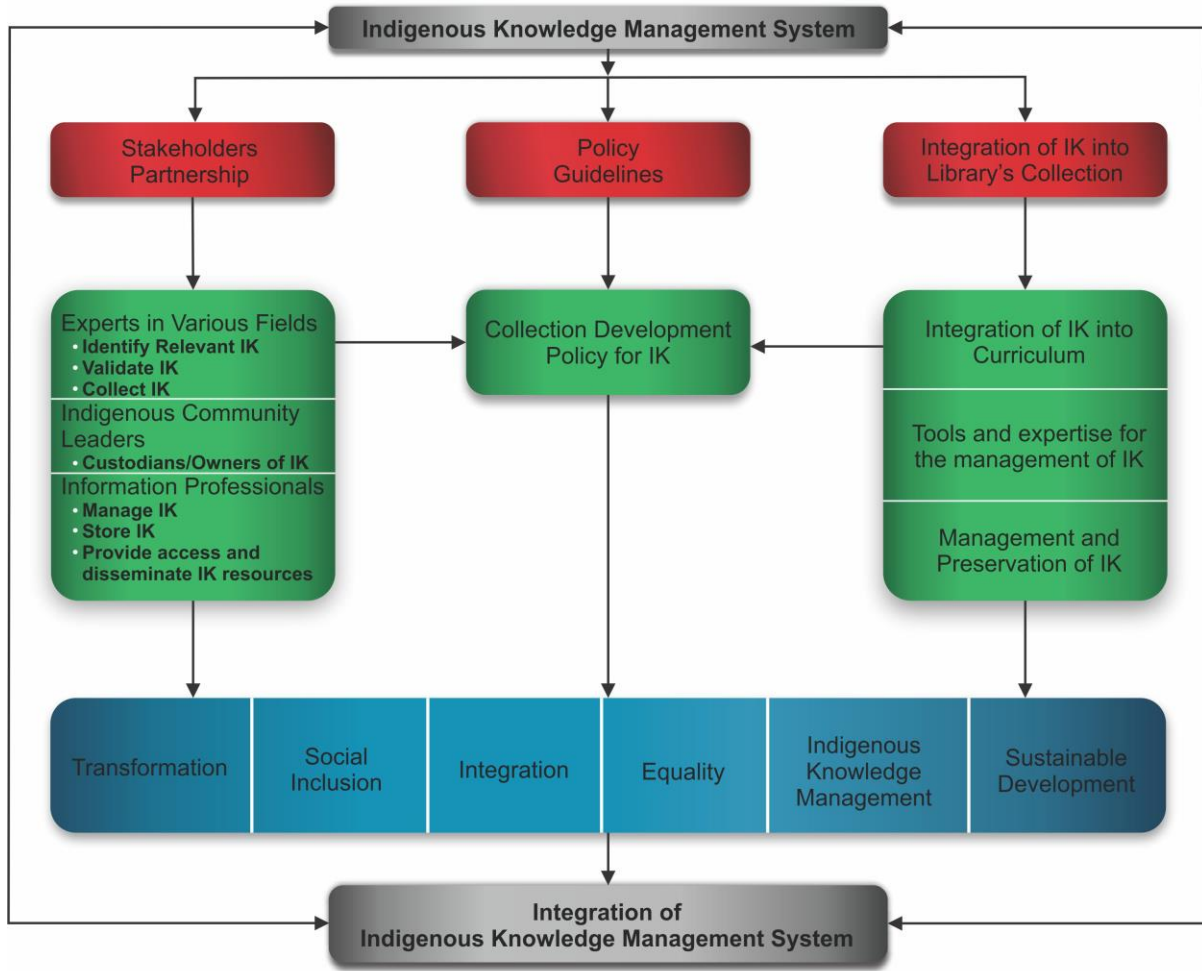 Indigenous Knowledge Management System
Stakeholders
Partnership
Policy
Guidelines
Integration of IK into
Library's Collection
Experts in Various Fields
• Identify Relevant IK
• Validate IK
• Collect IK
Indigenous Community
Leaders
• Custodians/Owners of IK
Information Professionals
• Manage IK
• Store IK
• Provide access and
disseminate IK resources
Collection Development
Policy for IK
Integration of IK into
Curriculum
Tools and expertise for
the management of IK
Management and
Preservation of IK
Transformation
Social
Inclusion
Integration
Equality
Indigenous
Knowledge
Management
Sustainable
Development
Integration of
Indigenous Knowledge Management System